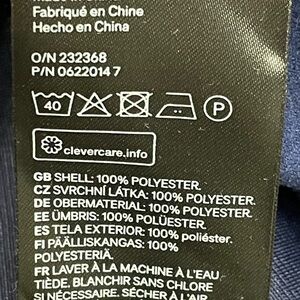 Fabriqué en Chine
Hecho en China
O/N 232368
P/N 0622014 7
40
P
clevercare.info
GB SHELL: 100% POLYESTER.
CZ SVRCHNÍ LÁTKA: 100% POLYESTER.
DE OBERMATERIAL: 100% POLYESTER.
EE ÜMBRIS: 100% POLÜESTER.
ES TELA EXTERIOR: 100% poliéster.
FI PÄÄLLISKANGAS: 100%
POLYESTERIÄ.
FR LAVER À LA MACHINE À L'EAU
TIÈDE. BLANCHIR SANS CHLORE
SI NÉCESSAIRE. SÉCHER À L'AIR